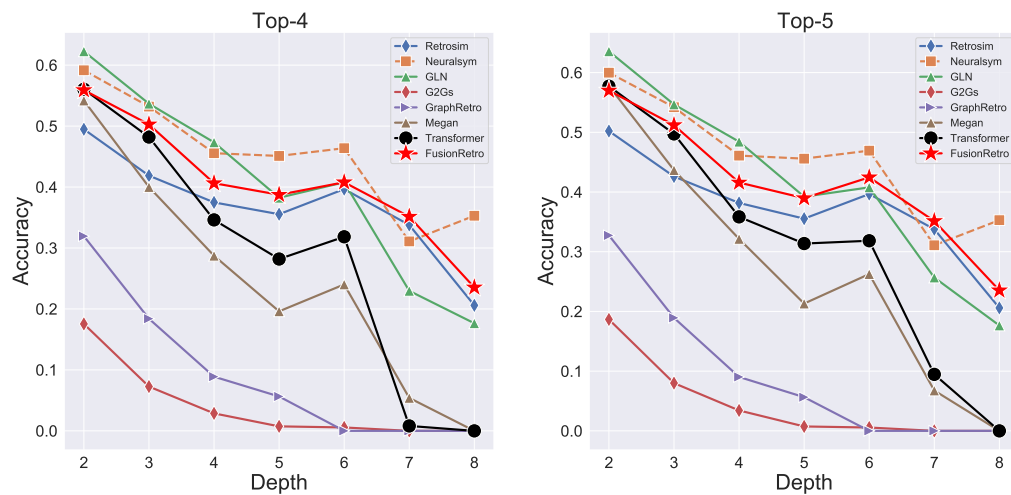 Top-4
Accuracy
0.6
0.5
0.4
0.3
0.2
0.1
0.0
2 3 4 5 6 7 8
Depth
Retrosim
Neuralsym
GLN
G2Gs
GraphRetro
Megan
Transformer
FusionRetro
Top-5
Accuracy
0.6
0.5
0.4
0.3
0.2
0.1
0.0
2 3 4 5 6 7 8
Depth
Retrosim
Neuralsym
GLN
G2Gs
GraphRetro
Megan
Transformer
FusionRetro